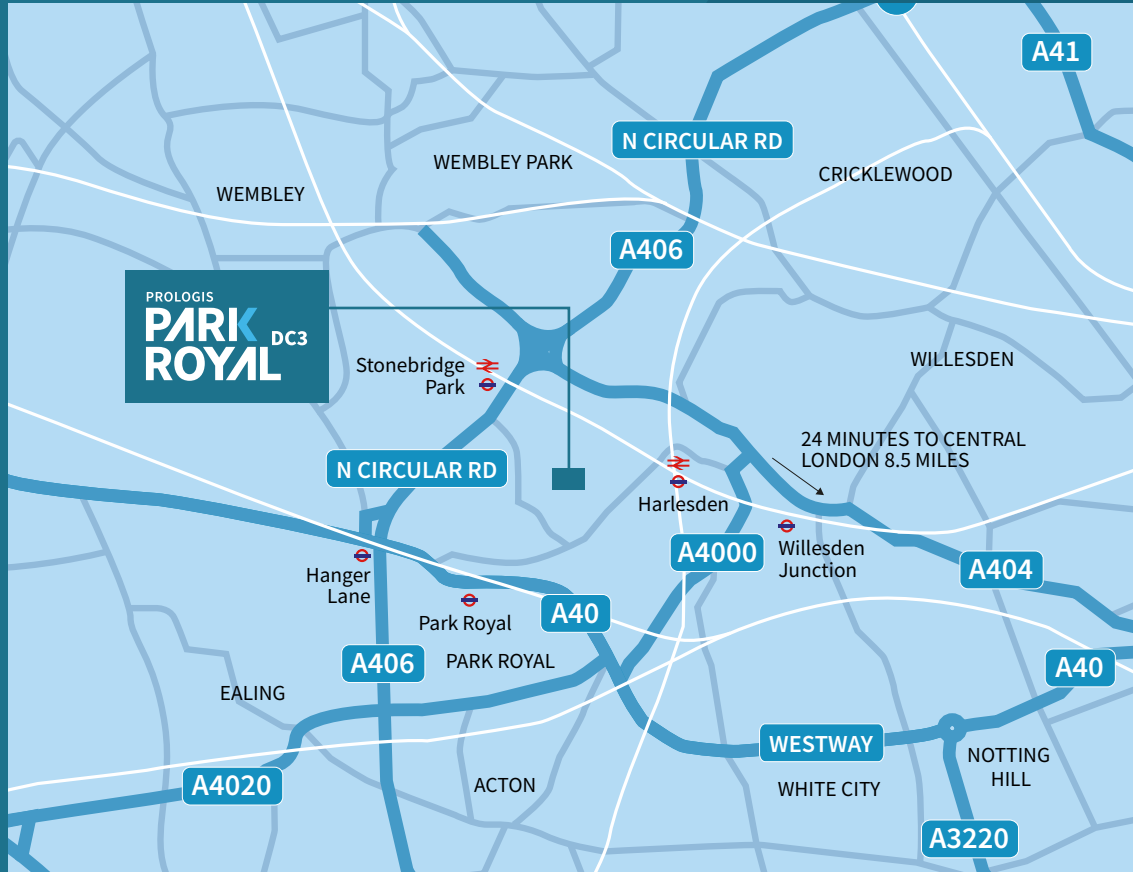 A41
N CIRCULAR RD
WEMBLEY PARK
CRICKLEWOOD
WEMBLEY
A406
PROLOGIS
PARK
DC3
ROYAL
Stonebridge
Park
WILLESDEN
24 MINUTES TO CENTRAL
LONDON 8.5 MILES
N CIRCULAR RD
Harlesden
A4000
Willesden
Junction
A404
Hanger
Lane
Park Royal
A40
A406
PARK ROYAL
A40
EALING
WESTWAY
NOTTING
HILL
A4020
ACTON
WHITE CITY
A3220